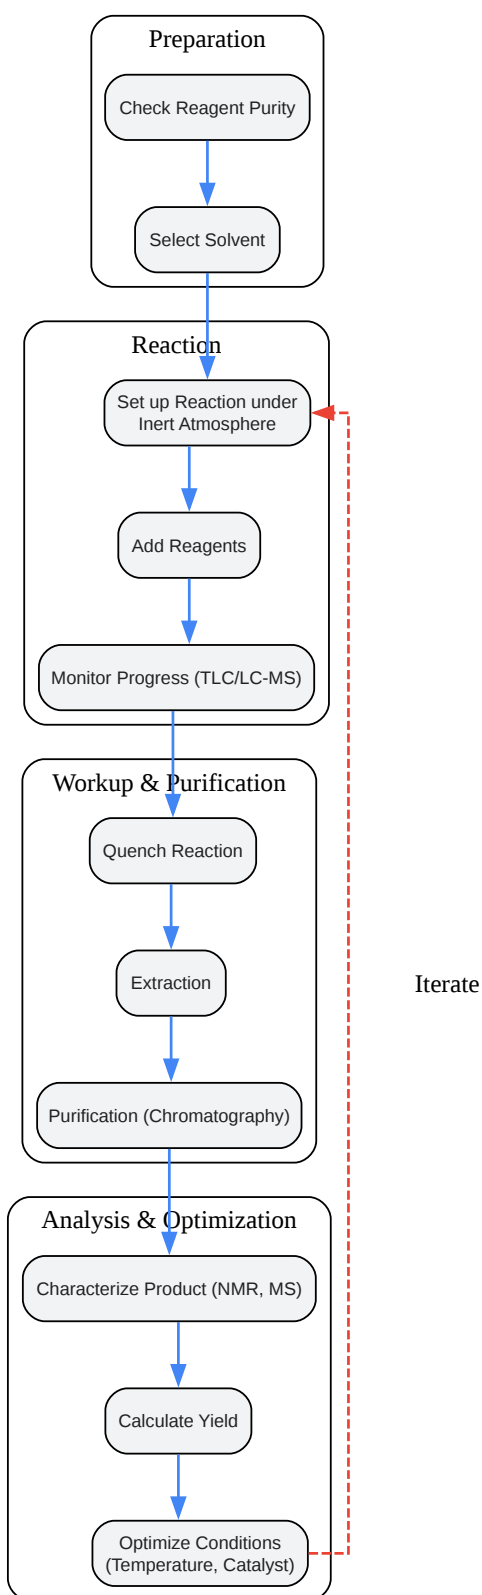 Preparation
Check Reagent Purity
Select Solvent
Reaction
Set up Reaction under
Inert Atmosphere
Add Reagents
Monitor Progress (TLC/LC-MS)
Workup & Purification
Quench Reaction
Extraction
Iterate
Purification (Chromatography)
Analysis & Optimization
Characterize Product (NMR, MS)
Calculate Yield
Optimize Conditions
(Temperature, Catalyst)